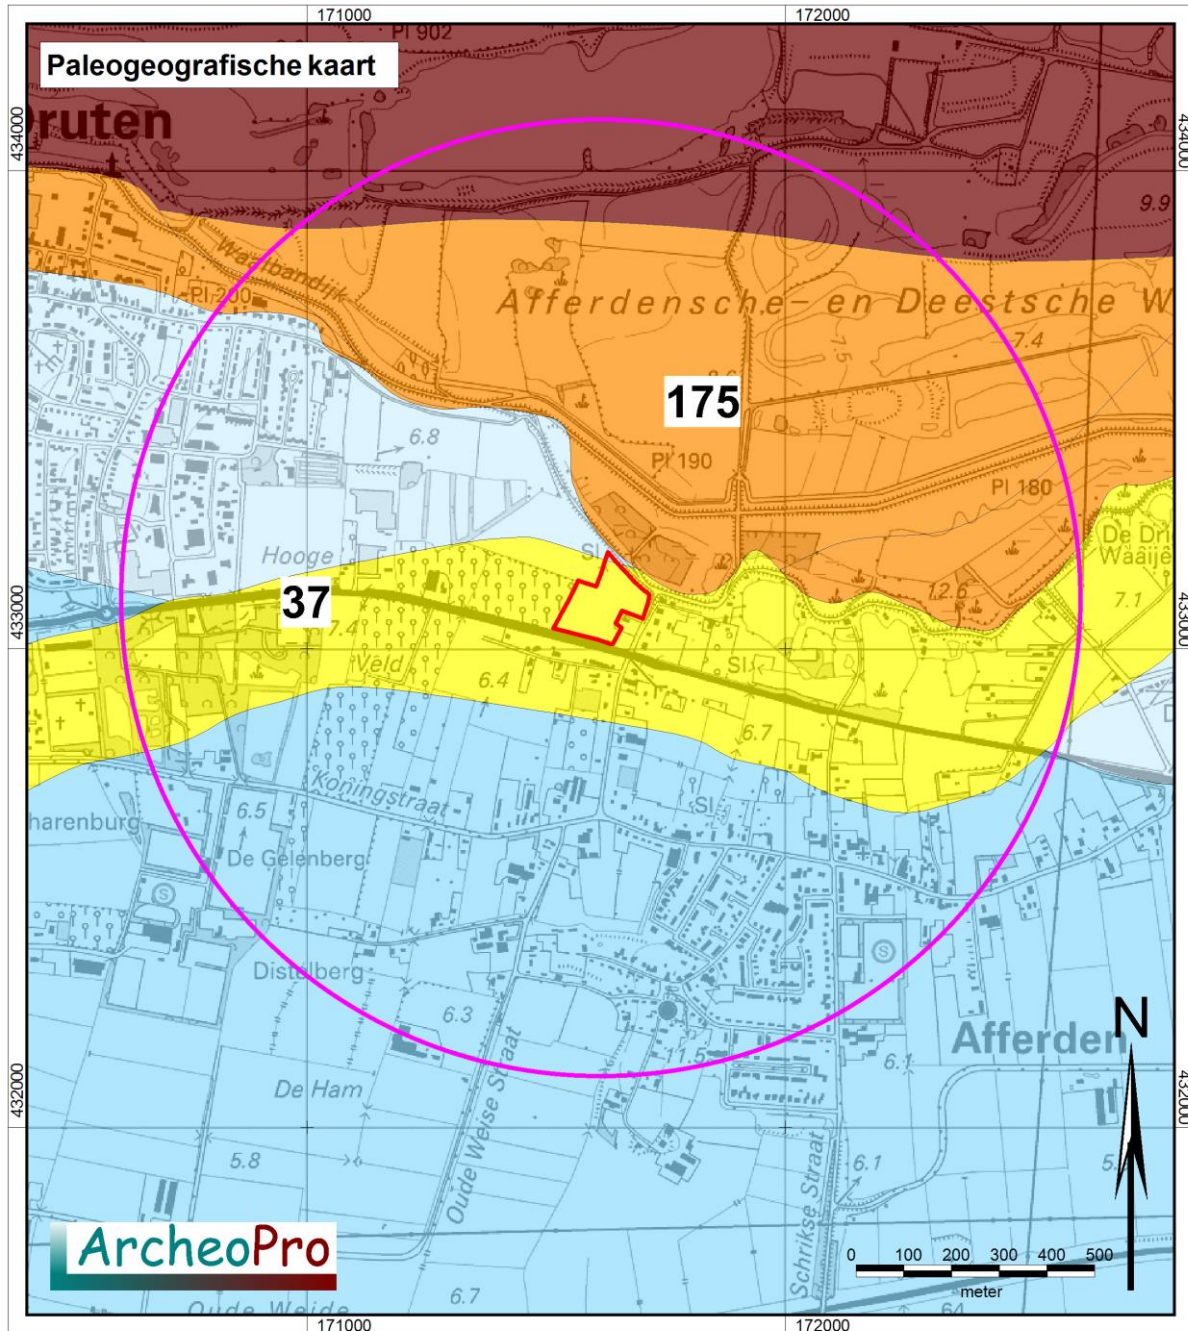 171000
172000
Pl 902
Paleogeografische kaart
434000
434000
9.9
Waalbandijk
Pl 200
Afferdensche- en Deestsche W
7.4
7.5
175
6.8
Pl 190
Pl 180
Hooge
Sl
De Drie
Waaije
12.6
7.1
37
433000
433000
7.4
Veld
Sl
6.4
6.7
Koningstraat
Sl
6.5
harenburg
De Gelenberg
S
S
Distelberg
6.3
N
Afferden
11.5
6.1
De Ham
432000
432000
Oude Weise Straat
5.8
6.1
Schrikse Straat
ArcheoPro
0 100 200 300 400 500
meter
6.7
Oude Weide
171000
172000